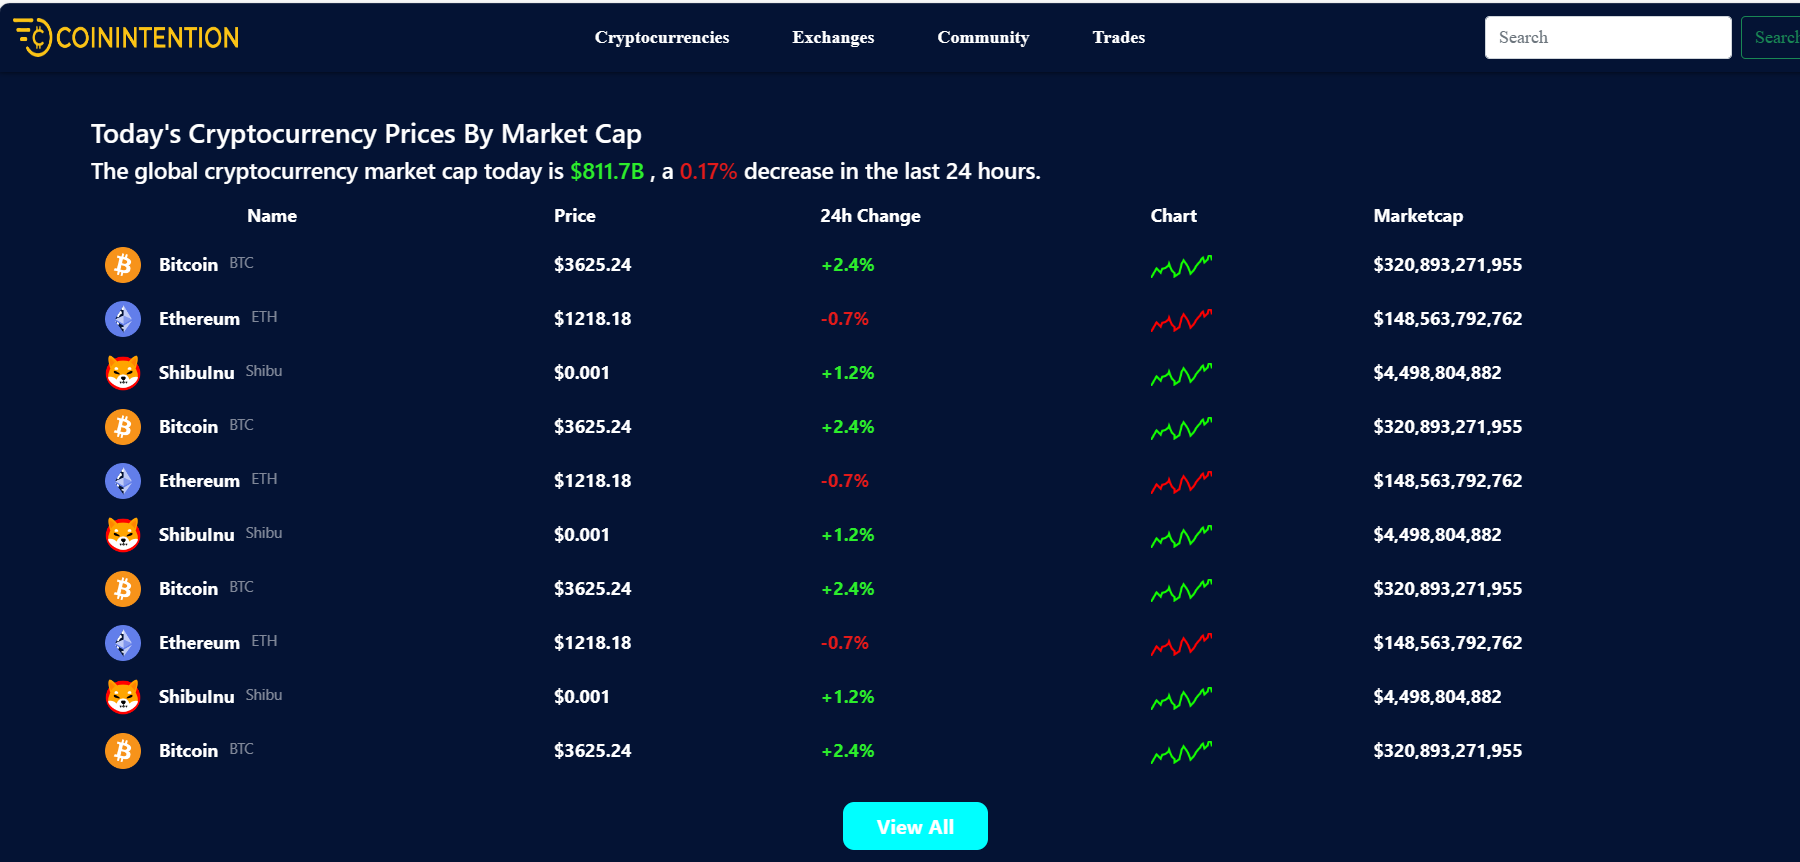 COININTENTION Cryptocurrencies Exchanges Community Trades Search Search
Today's Cryptocurrency Prices By Market Cap
The global cryptocurrency market cap today is $811.7B , a 0.17% decrease in the last 24 hours.
Name Price 24h Change Chart Marketcap
Bitcoin BTC $3625.24 +2.4% $320,893,271,955
Ethereum ETH $1218.18 -0.7% $148,563,792,762
ShibuInu Shibu $0.001 +1.2% $4,498,804,882
Bitcoin BTC $3625.24 +2.4% $320,893,271,955
Ethereum ETH $1218.18 -0.7% $148,563,792,762
ShibuInu Shibu $0.001 +1.2% $4,498,804,882
Bitcoin BTC $3625.24 +2.4% $320,893,271,955
Ethereum ETH $1218.18 -0.7% $148,563,792,762
ShibuInu Shibu $0.001 +1.2% $4,498,804,882
Bitcoin BTC $3625.24 +2.4% $320,893,271,955
View All